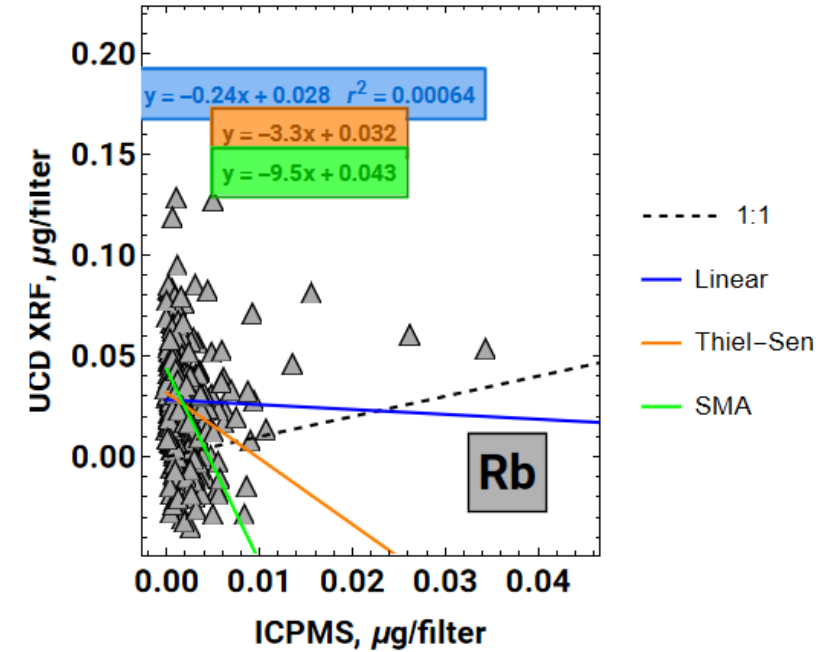 0.20
y = −0.24x + 0.028 r² = 0.00064
y = −3.3x + 0.032
0.15
y = −9.5x + 0.043
0.10
0.05
0.00
UCD XRF, μg/filter
1:1
Linear
Thiel−Sen
SMA
Rb
0.00 0.01 0.02 0.03 0.04
ICPMS, μg/filter